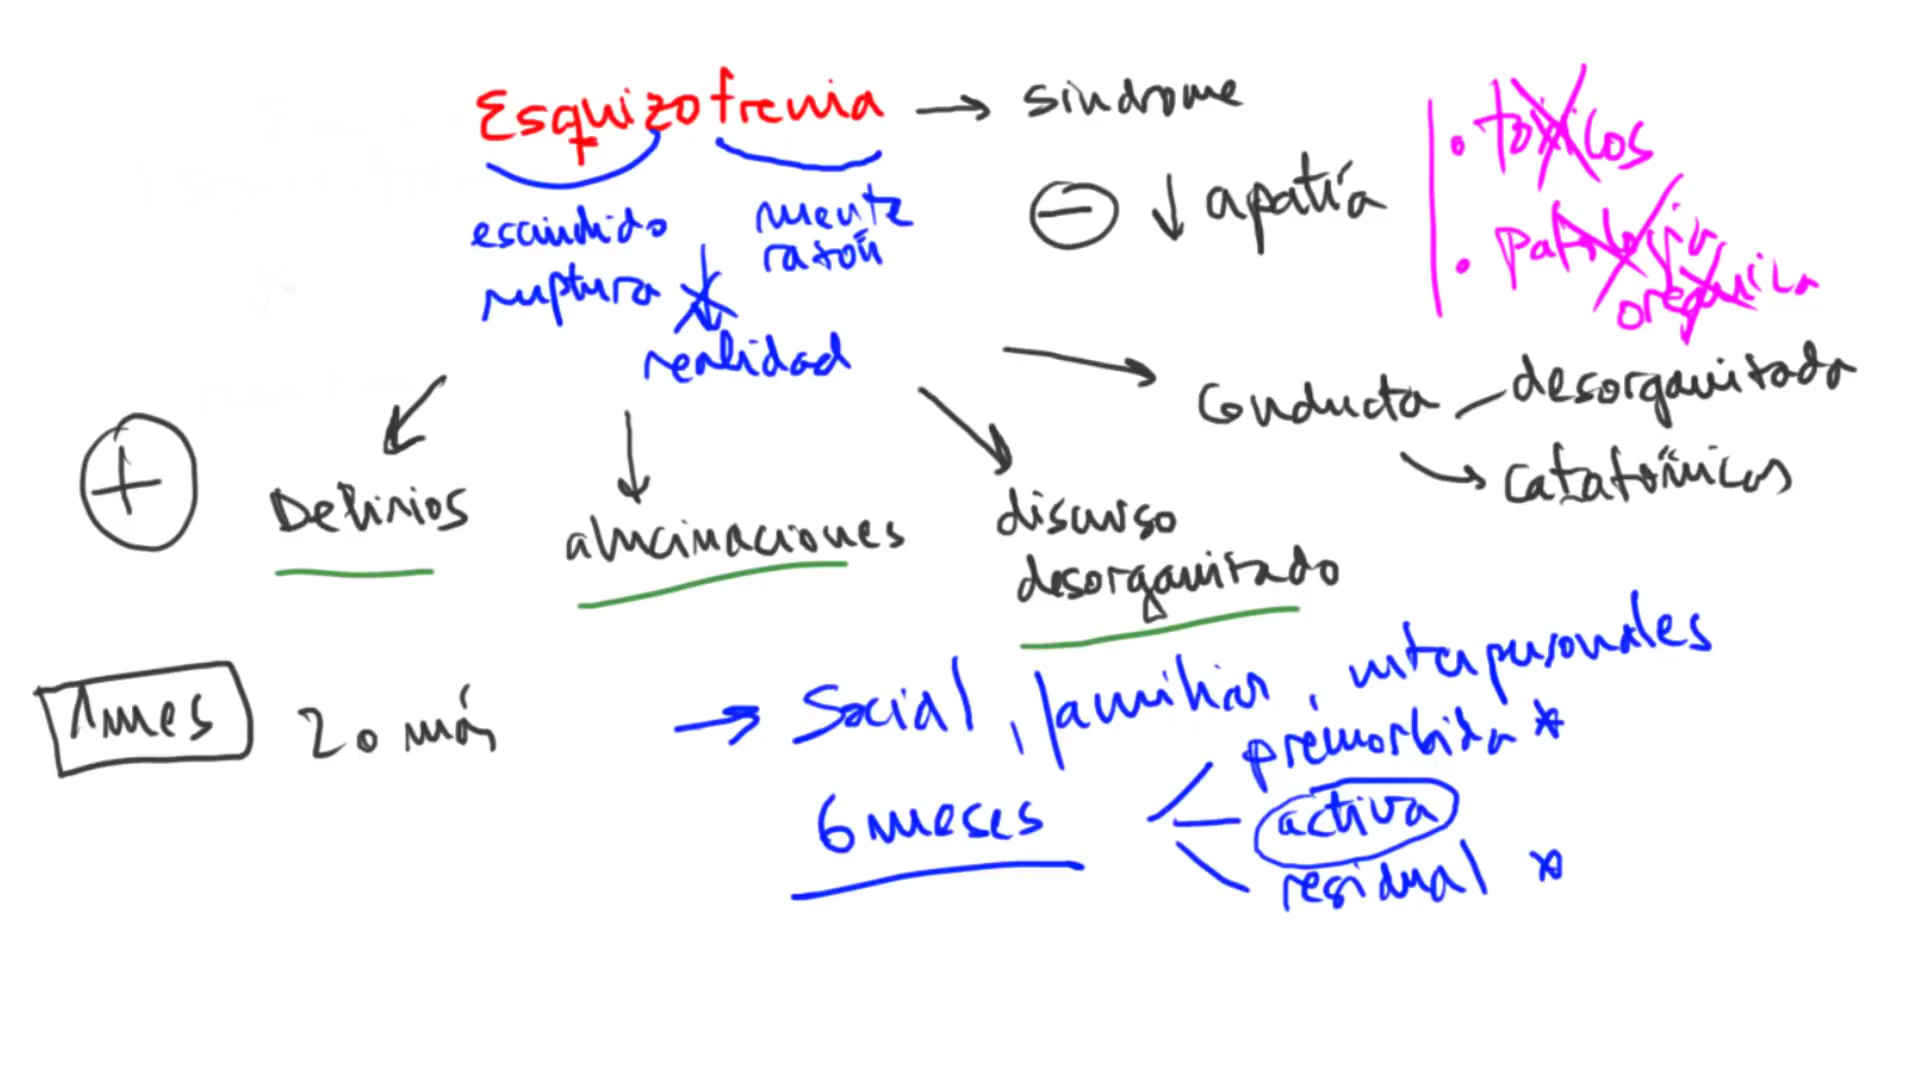 Esquizofrenia → síndrome
escindido
ruptura
mente
razón
realidad
⊖ ↓ apatía
• tóxicos
• patología
orgánica
⊕
Delirios
alucinaciones
discurso
desorganizado
conducta
desorganizada
catatónicos
1 mes
2 o más
→ Social, familiar, interpersonales
6 meses
premorbida *
activa
residual *